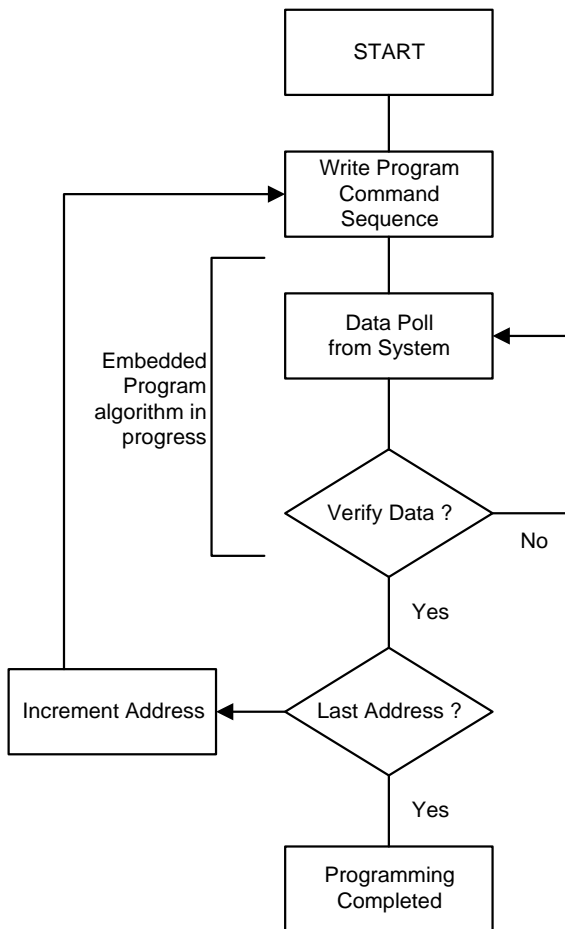 START
Write Program
Command
Sequence
Data Poll
from System
Embedded
Program
algorithm in
progress
Verify Data ?
No
Yes
Increment Address
Last Address ?
Yes
Programming
Completed